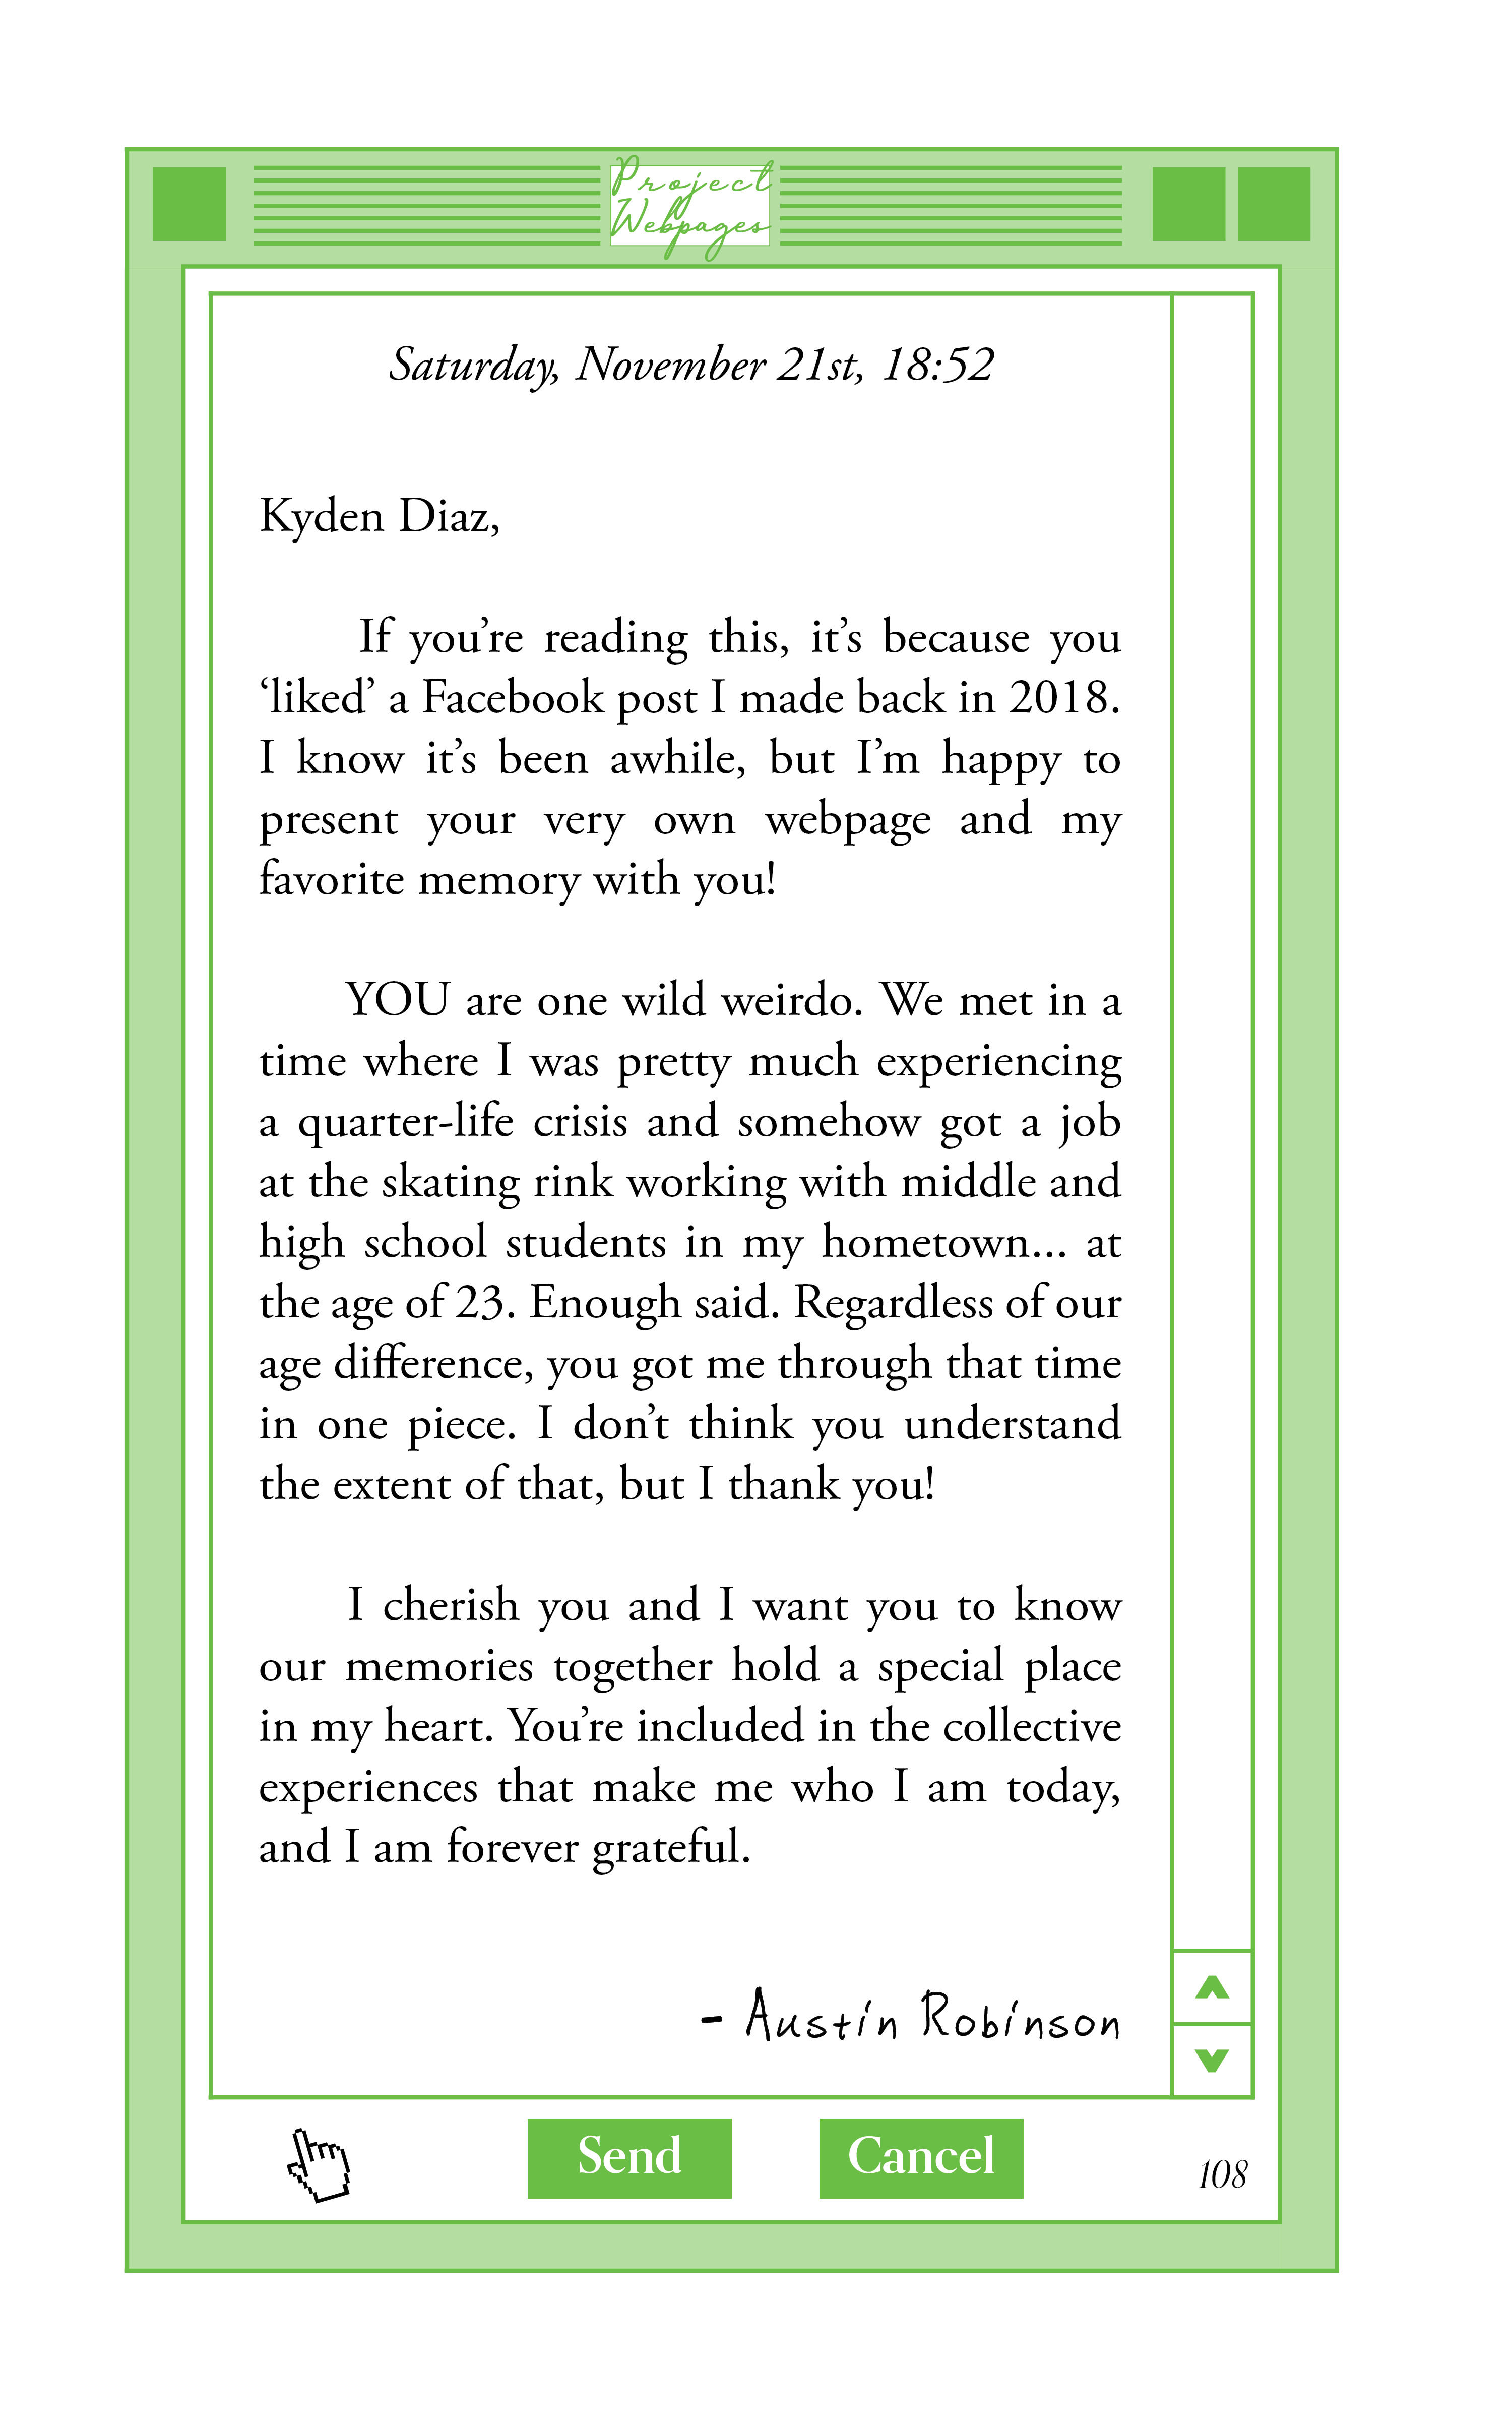 Project
Webpages
Saturday, November 21st, 18:52
Kyden Diaz,
If you’re reading this, it’s because you
‘liked’ a Facebook post I made back in 2018.
I know it’s been awhile, but I’m happy to
present your very own webpage and my
favorite memory with you!
YOU are one wild weirdo. We met in a
time where I was pretty much experiencing
a quarter-life crisis and somehow got a job
at the skating rink working with middle and
high school students in my hometown... at
the age of 23. Enough said. Regardless of our
age difference, you got me through that time
in one piece. I don’t think you understand
the extent of that, but I thank you!
I cherish you and I want you to know
our memories together hold a special place
in my heart. You’re included in the collective
experiences that make me who I am today,
and I am forever grateful.
- Austin Robinson
Send Cancel
108